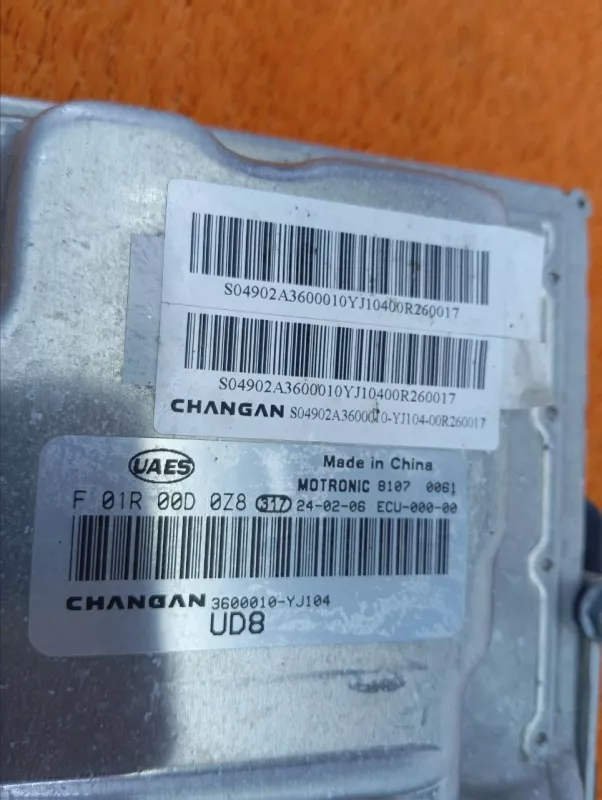 S04902A3600010YJ10400R260017
S04902A3600010YJ10400R260017
CHANGAN S04902A3600010-YJ104-00R260017
UAES Made in China
MOTRONIC 8107 0061
F 01R 00D 0Z8 317 24-02-06 ECU-000-00
CHANGAN 3600010-YJ104
UD8